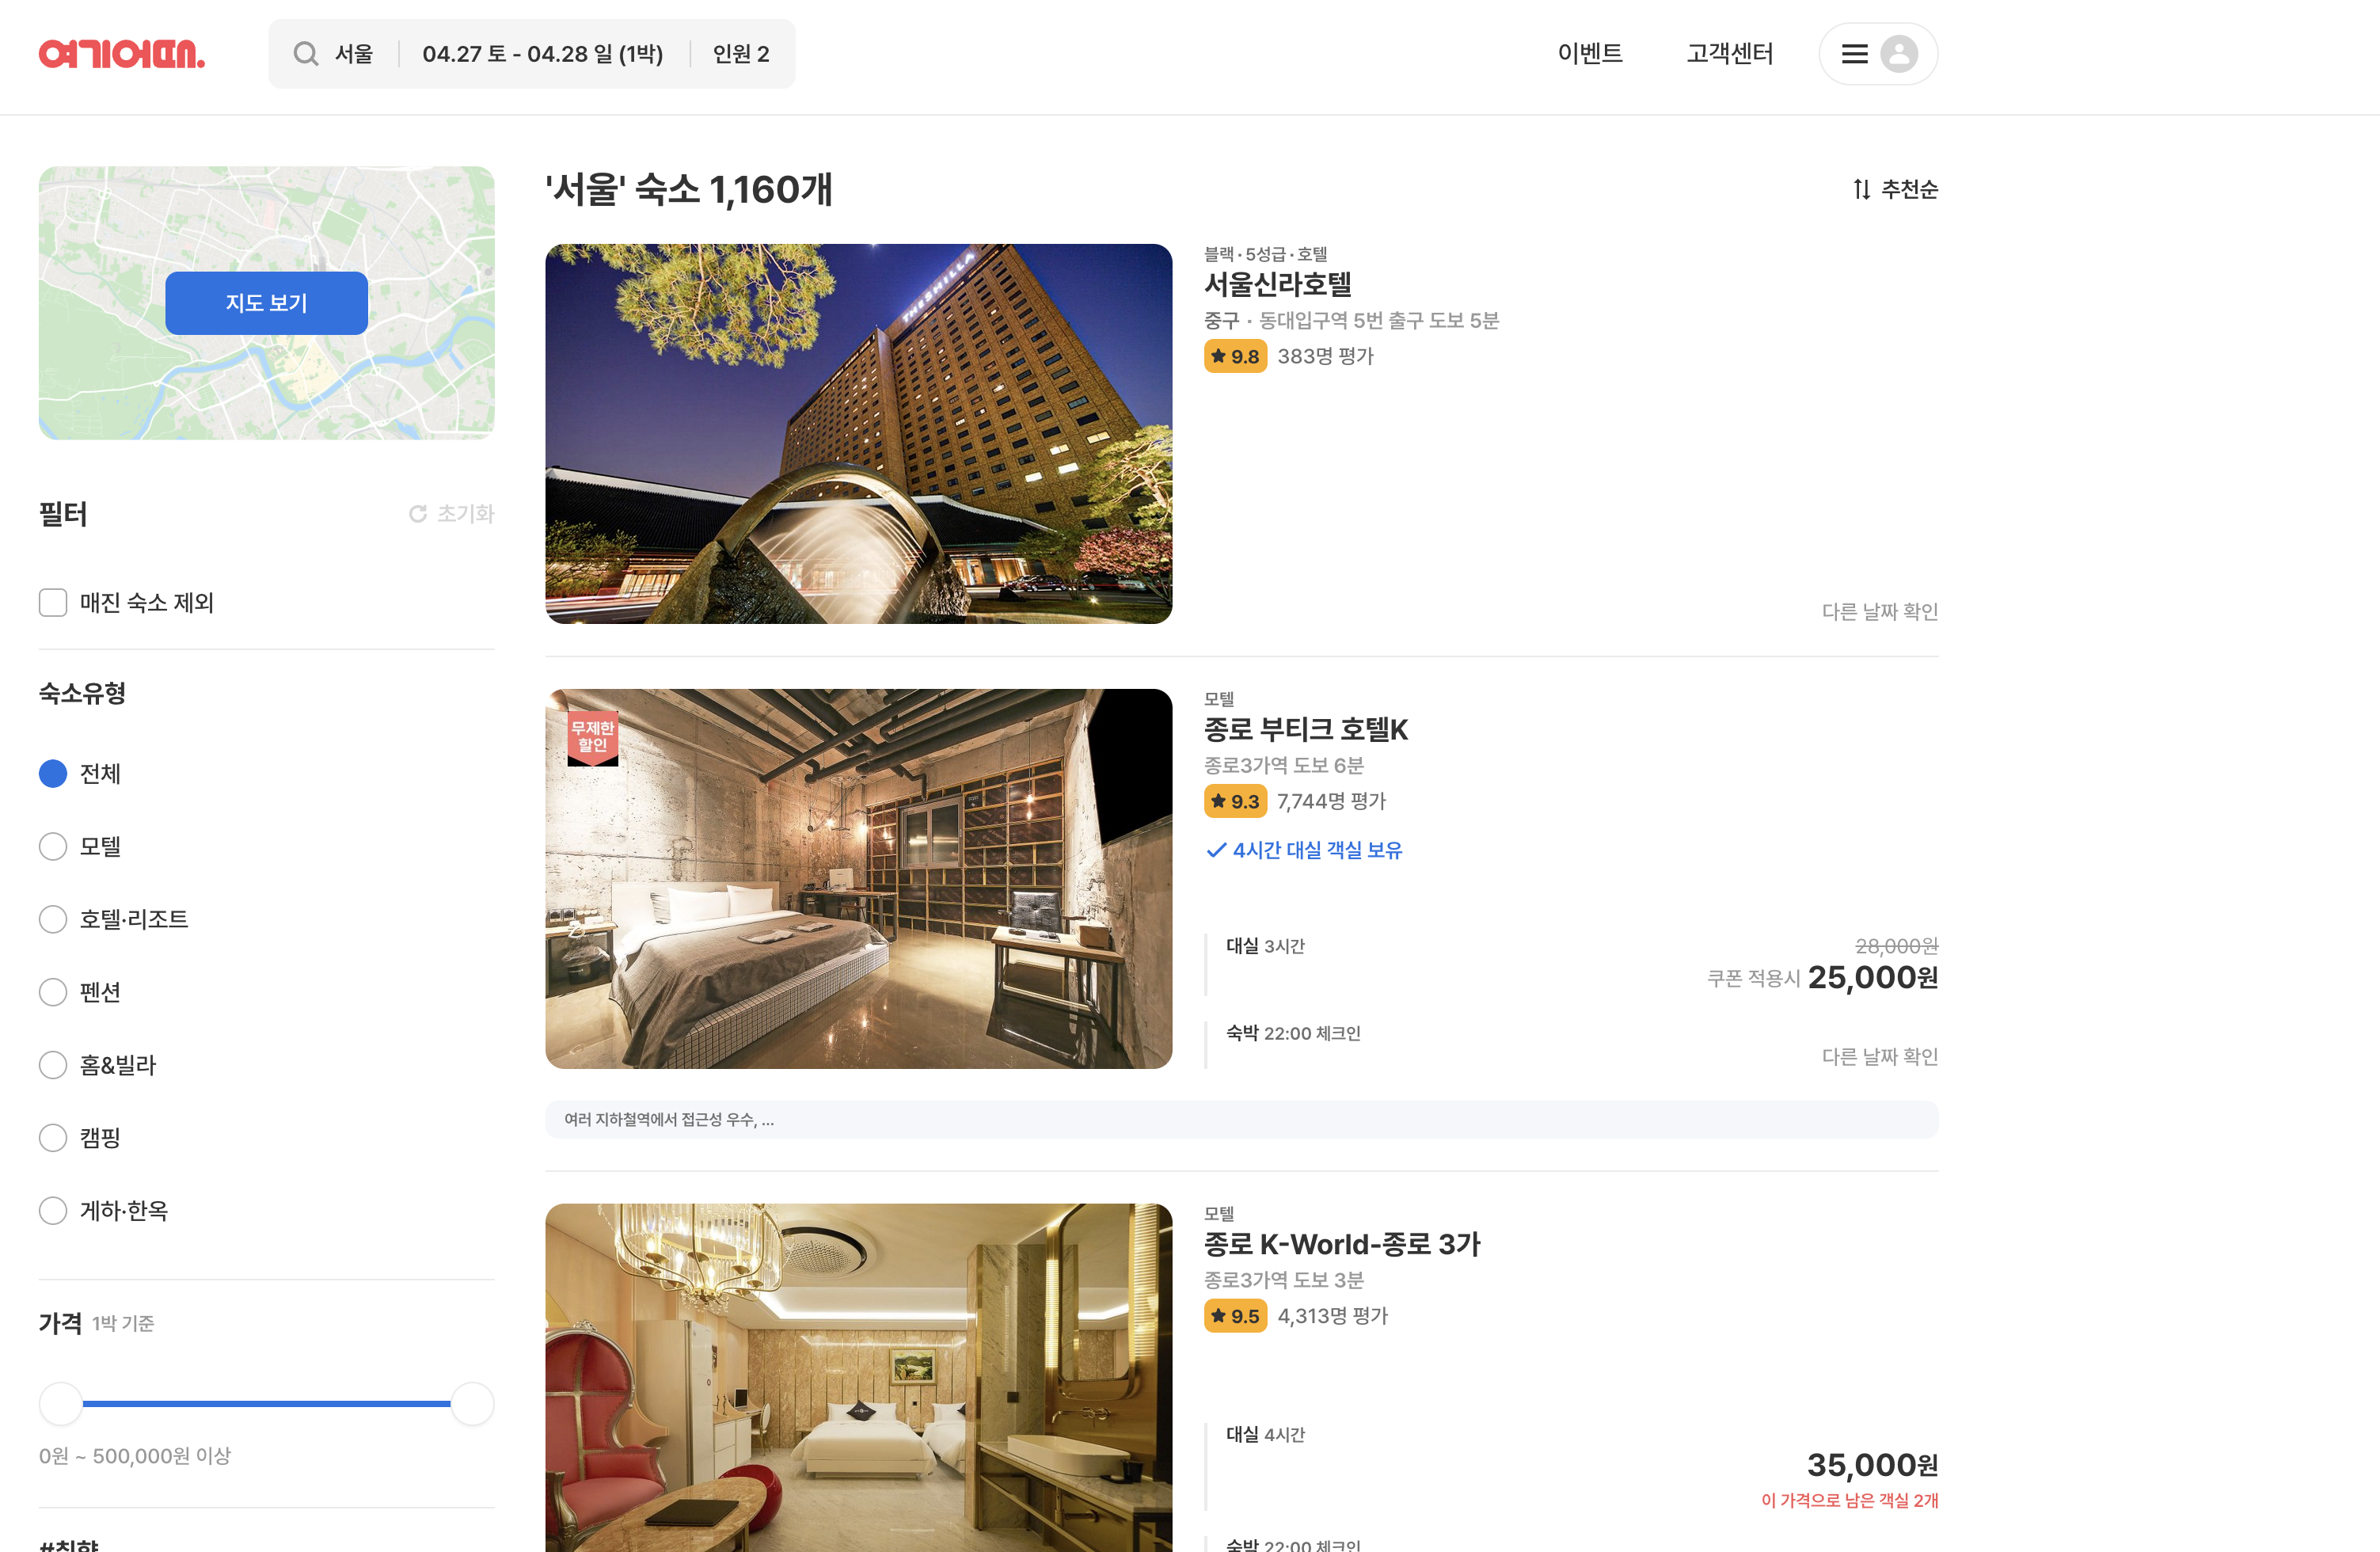 여기어때.
서울
04.27 토 - 04.28 일 (1박)
인원 2
이벤트
고객센터
지도 보기
필터
초기화
매진 숙소 제외
숙소유형
전체
모텔
호텔·리조트
펜션
홈&빌라
캠핑
게하·한옥
가격 1박 기준
0원 ~ 500,000원 이상
#취향
'서울' 숙소 1,160개
추천순
THE SHILLA
블랙·5성급·호텔
서울신라호텔
중구 · 동대입구역 5번 출구 도보 5분
9.8 383명 평가
다른 날짜 확인
무제한
할인
모텔
종로 부티크 호텔K
종로3가역 도보 6분
9.3 7,744명 평가
4시간 대실 객실 보유
대실 3시간
28,000원
쿠폰 적용시 25,000원
숙박 22:00 체크인
다른 날짜 확인
여러 지하철역에서 접근성 우수, ...
모텔
종로 K-World-종로 3가
종로3가역 도보 3분
9.5 4,313명 평가
대실 4시간
35,000원
이 가격으로 남은 객실 2개
숙박 22:00 체크인